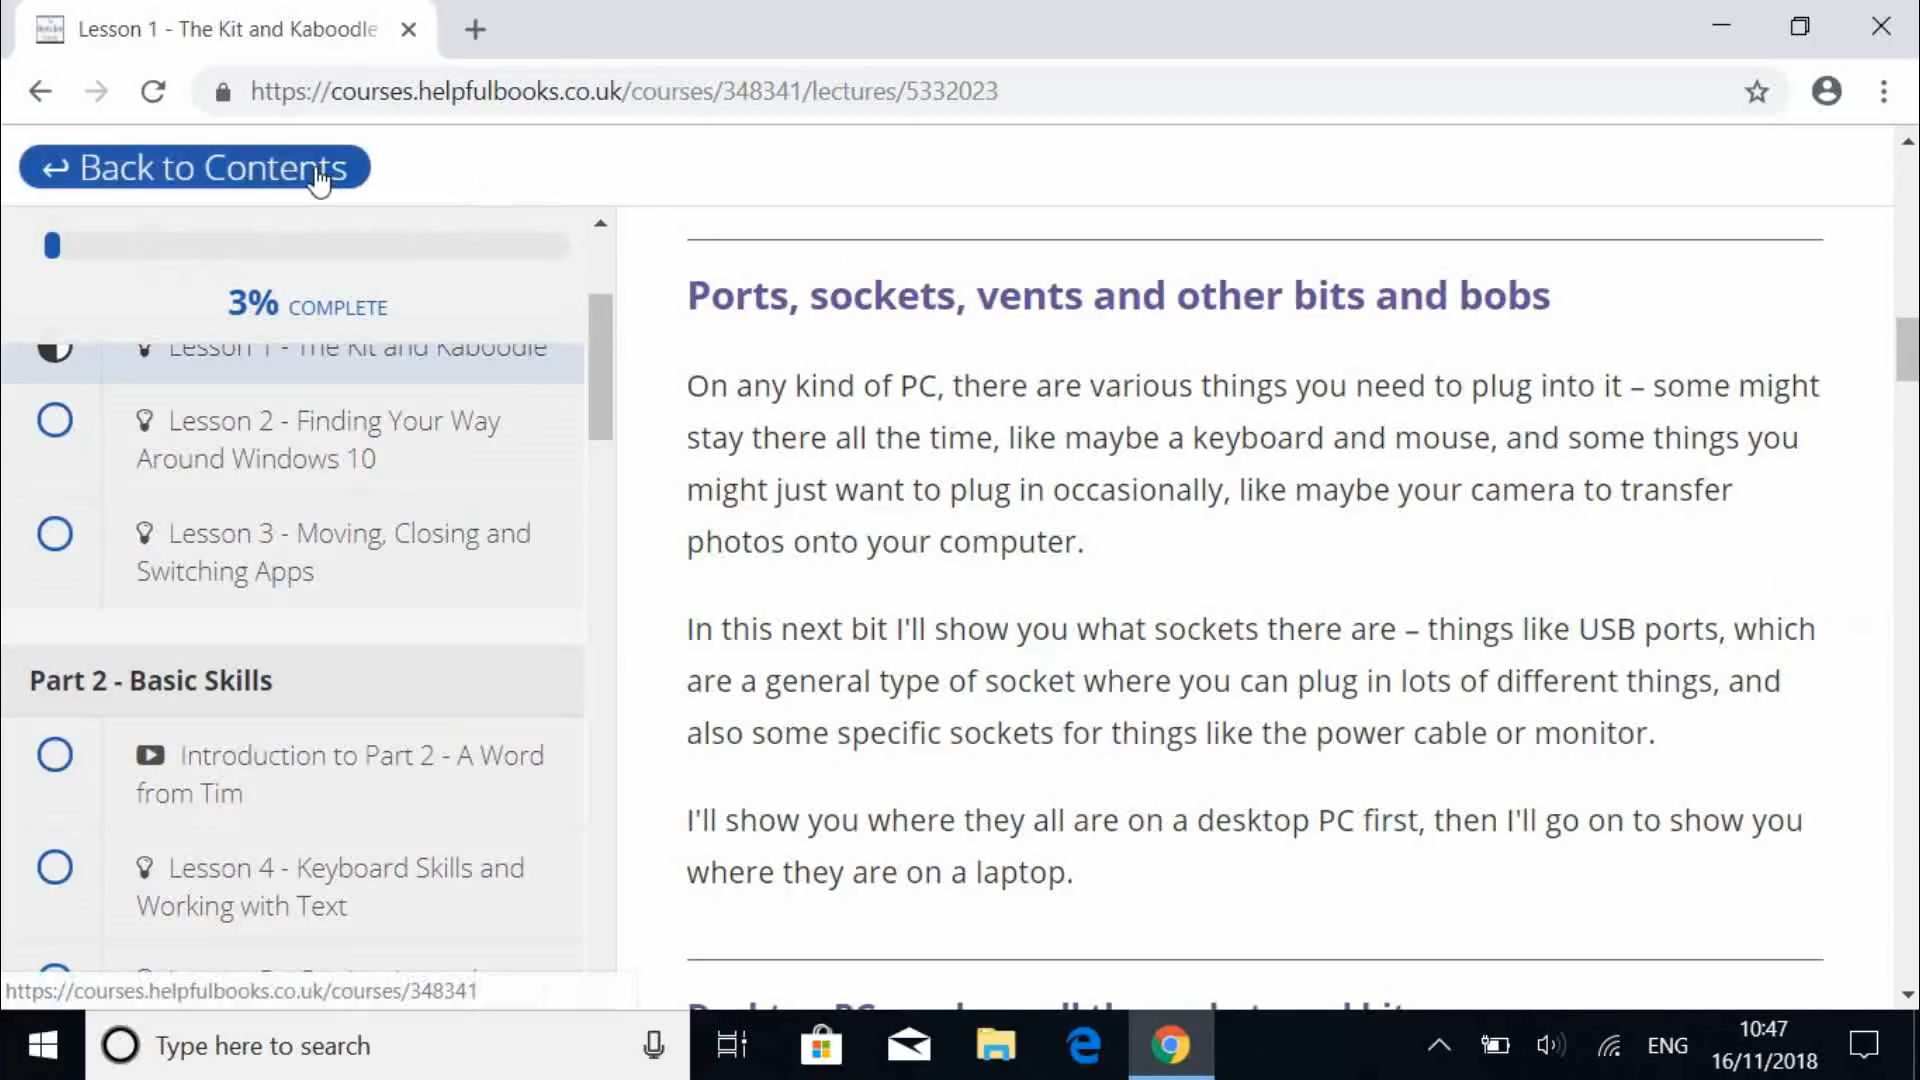 Lesson 1 - The Kit and Kaboodle
https://courses.helpfulbooks.co.uk/courses/348341/lectures/5332023
↩ Back to Contents
3% COMPLETE
Lesson 1 - The Kit and Kaboodle
Lesson 2 - Finding Your Way
Around Windows 10
Lesson 3 - Moving, Closing and
Switching Apps
Part 2 - Basic Skills
Introduction to Part 2 - A Word
from Tim
Lesson 4 - Keyboard Skills and
Working with Text
https://courses.helpfulbooks.co.uk/courses/348341
Ports, sockets, vents and other bits and bobs
On any kind of PC, there are various things you need to plug into it – some might
stay there all the time, like maybe a keyboard and mouse, and some things you
might just want to plug in occasionally, like maybe your camera to transfer
photos onto your computer.
In this next bit I'll show you what sockets there are – things like USB ports, which
are a general type of socket where you can plug in lots of different things, and
also some specific sockets for things like the power cable or monitor.
I'll show you where they all are on a desktop PC first, then I'll go on to show you
where they are on a laptop.
Type here to search
ENG
10:47
16/11/2018